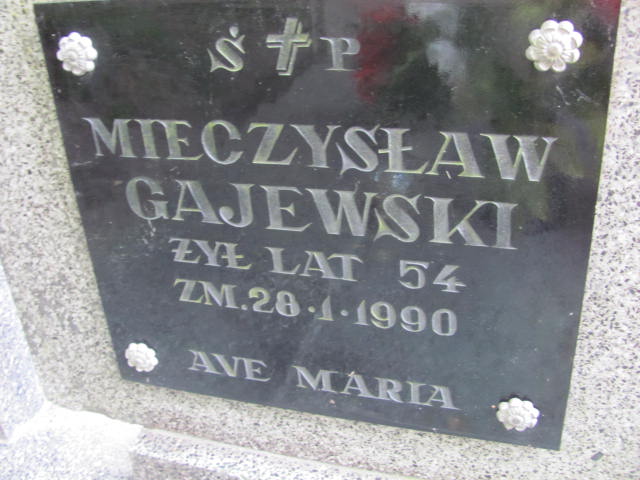 Ś P
MIECZYSŁAW
GAJEWSKI
ŻYŁ LAT 54
ZM. 28·1·1990
AVE MARIA